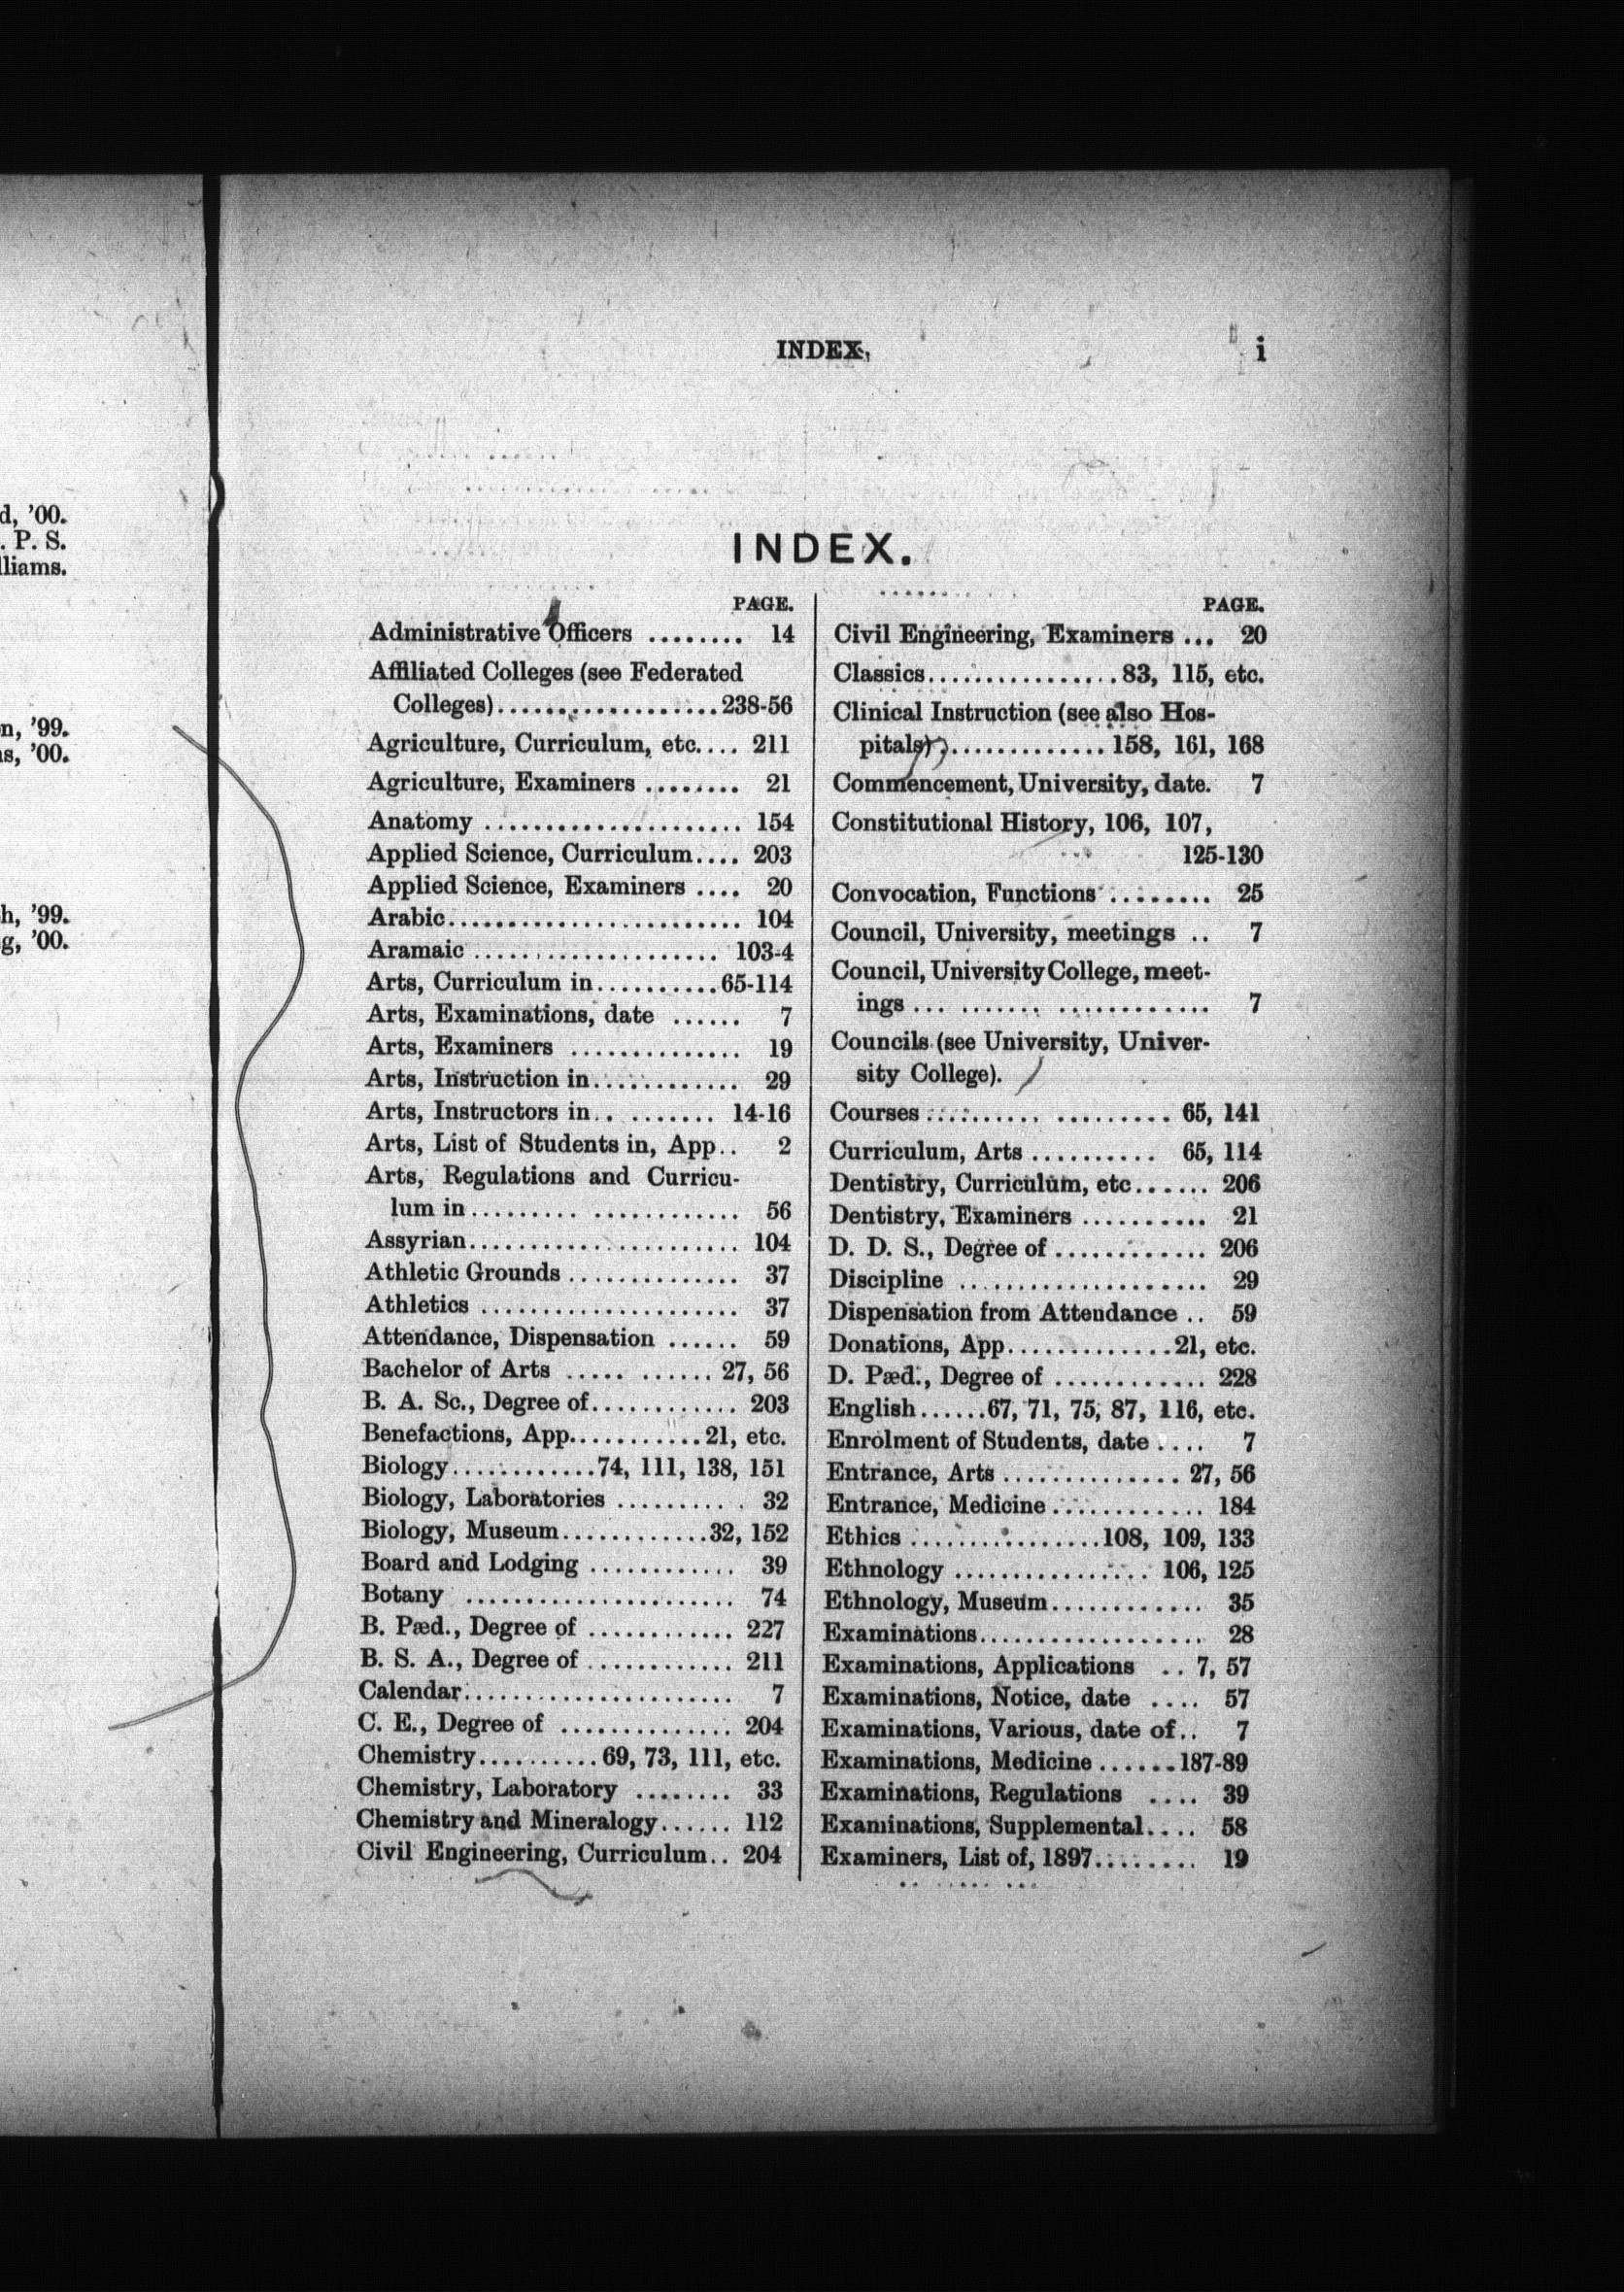 d, '00.
. P. S.
lliams.
n, '99.
s, '00.
h, '99.
g, '00.
INDEX. i
INDEX.
PAGE.
Administrative Officers ........ 14
Affiliated Colleges (see Federated
Colleges)..................238-56
Agriculture, Curriculum, etc.... 211
Agriculture, Examiners ........ 21
Anatomy ..................... 154
Applied Science, Curriculum.... 203
Applied Science, Examiners .... 20
Arabic........................ 104
Aramaic .................... 103-4
Arts, Curriculum in..........65-114
Arts, Examinations, date ...... 7
Arts, Examiners .............. 19
Arts, Instruction in............ 29
Arts, Instructors in.. ....... 14-16
Arts, List of Students in, App.. 2
Arts, Regulations and Curricu-
lum in......... ............ 56
Assyrian...................... 104
Athletic Grounds .............. 37
Athletics ..................... 37
Attendance, Dispensation ...... 59
Bachelor of Arts ..... ...... 27, 56
B. A. Sc., Degree of............ 203
Benefactions, App...........21, etc.
Biology............74, 111, 138, 151
Biology, Laboratories ........... 32
Biology, Museum............32, 152
Board and Lodging ............ 39
Botany ...................... 74
B. Pæd., Degree of ............ 227
B. S. A., Degree of ............ 211
Calendar...................... 7
C. E., Degree of .............. 204
Chemistry..........69, 73, 111, etc.
Chemistry, Laboratory ........ 33
Chemistry and Mineralogy...... 112
Civil Engineering, Curriculum.. 204
PAGE.
Civil Engineering, Examiners ... 20
Classics................83, 115, etc.
Clinical Instruction (see also Hos-
pitals)..............158, 161, 168
Commencement, University, date. 7
Constitutional History, 106, 107,
125-130
Convocation, Functions ........ 25
Council, University, meetings .. 7
Council, University College, meet-
ings ... ....... ............ 7
Councils (see University, Univer-
sity College).
Courses .......... ......... 65, 141
Curriculum, Arts .......... 65, 114
Dentistry, Curriculum, etc...... 206
Dentistry, Examiners .......... 21
D. D. S., Degree of ............ 206
Discipline .................... 29
Dispensation from Attendance .. 59
Donations, App.............21, etc.
D. Pæd., Degree of ............ 228
English......67, 71, 75, 87, 116, etc.
Enrolment of Students, date .... 7
Entrance, Arts .............. 27, 56
Entrance, Medicine ............ 184
Ethics ................108, 109, 133
Ethnology ................ 106, 125
Ethnology, Museum............ 35
Examinations.................. 28
Examinations, Applications .. 7, 57
Examinations, Notice, date .... 57
Examinations, Various, date of.. 7
Examinations, Medicine ......187-89
Examinations, Regulations .... 39
Examinations, Supplemental.... 58
Examiners, List of, 1897........ 19